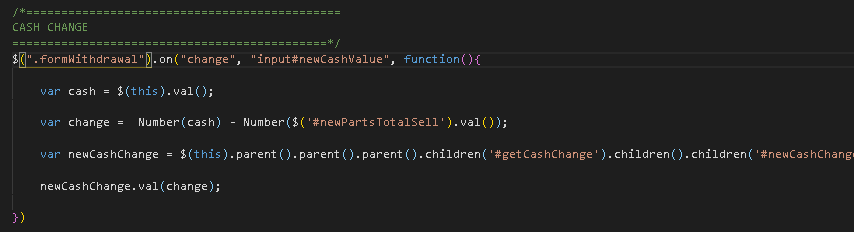 /*=============================================
CASH CHANGE
=============================================*/
$(".formWithdrawal").on("change", "input#newCashValue", function(){
var cash = $(this).val();
var change =  Number(cash) - Number($('#newPartsTotalSell').val());
var newCashChange = $(this).parent().parent().parent().children('#getCashChange').children().children('#newCashChang
newCashChange.val(change);
})